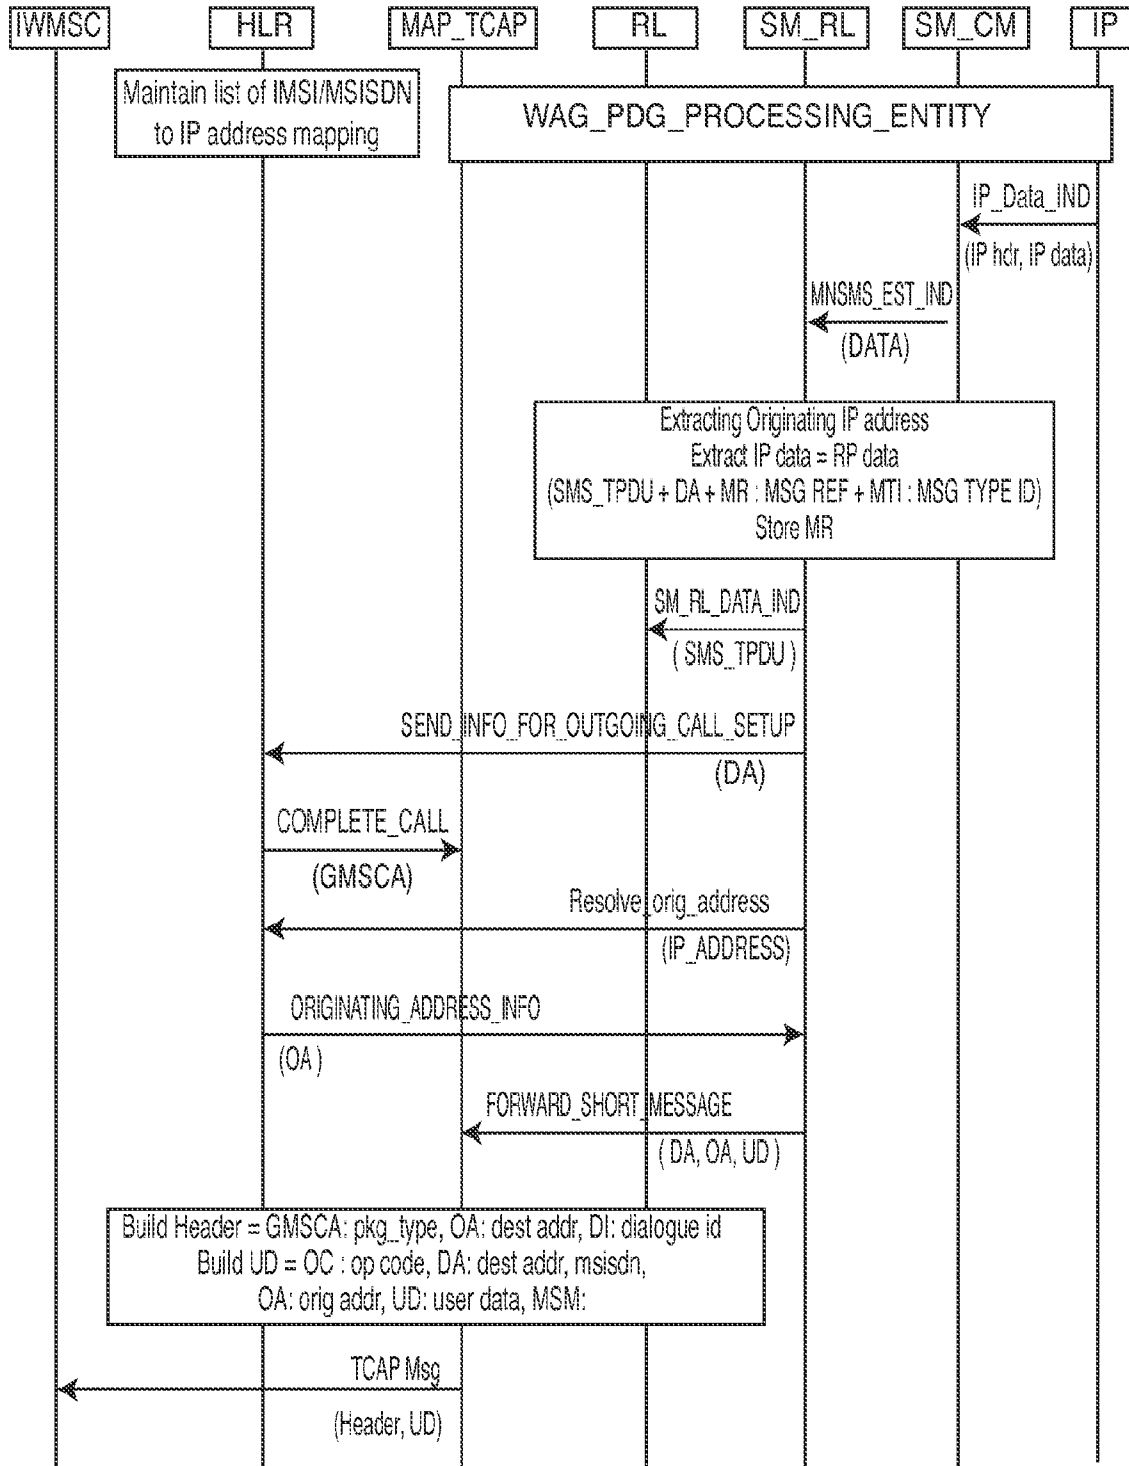 IWMSC
HLR
MAP_TCAP
RL
SM_RL
SM_CM
IP
Maintain list of IMSI/MSISDN
to IP address mapping
WAG_PDG_PROCESSING_ENTITY
IP_Data_IND
(IP hdr, IP data)
MNSMS_EST_IND
(DATA)
Extracting Originating IP address
Extract IP data = RP data
(SMS_TPDU + DA + MR : MSG REF + MTI : MSG TYPE ID)
Store MR
SM_RL_DATA_IND
( SMS_TPDU )
SEND_INFO_FOR_OUTGOING_CALL_SETUP
(DA)
COMPLETE_CALL
(GMSCA)
Resolve_orig_address
(IP_ADDRESS)
ORIGINATING_ADDRESS_INFO
(OA )
FORWARD_SHORT_MESSAGE
( DA, OA, UD )
Build Header = GMSCA: pkg_type, OA: dest addr, DI: dialogue id
Build UD = OC : op code, DA: dest addr, msisdn,
OA: orig addr, UD: user data, MSM:
TCAP Msg
(Header, UD)